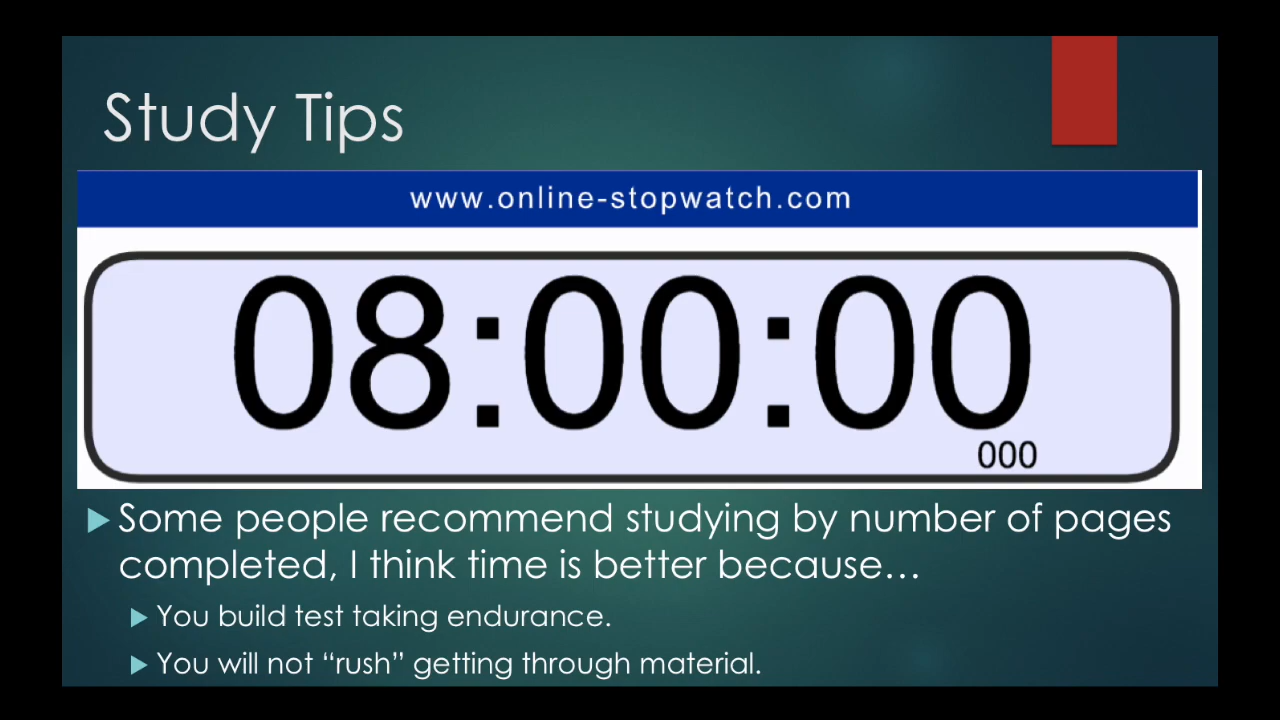 Study Tips
www.online-stopwatch.com
08:00:00
000
Some people recommend studying by number of pages
completed, I think time is better because…
You build test taking endurance.
You will not “rush” getting through material.